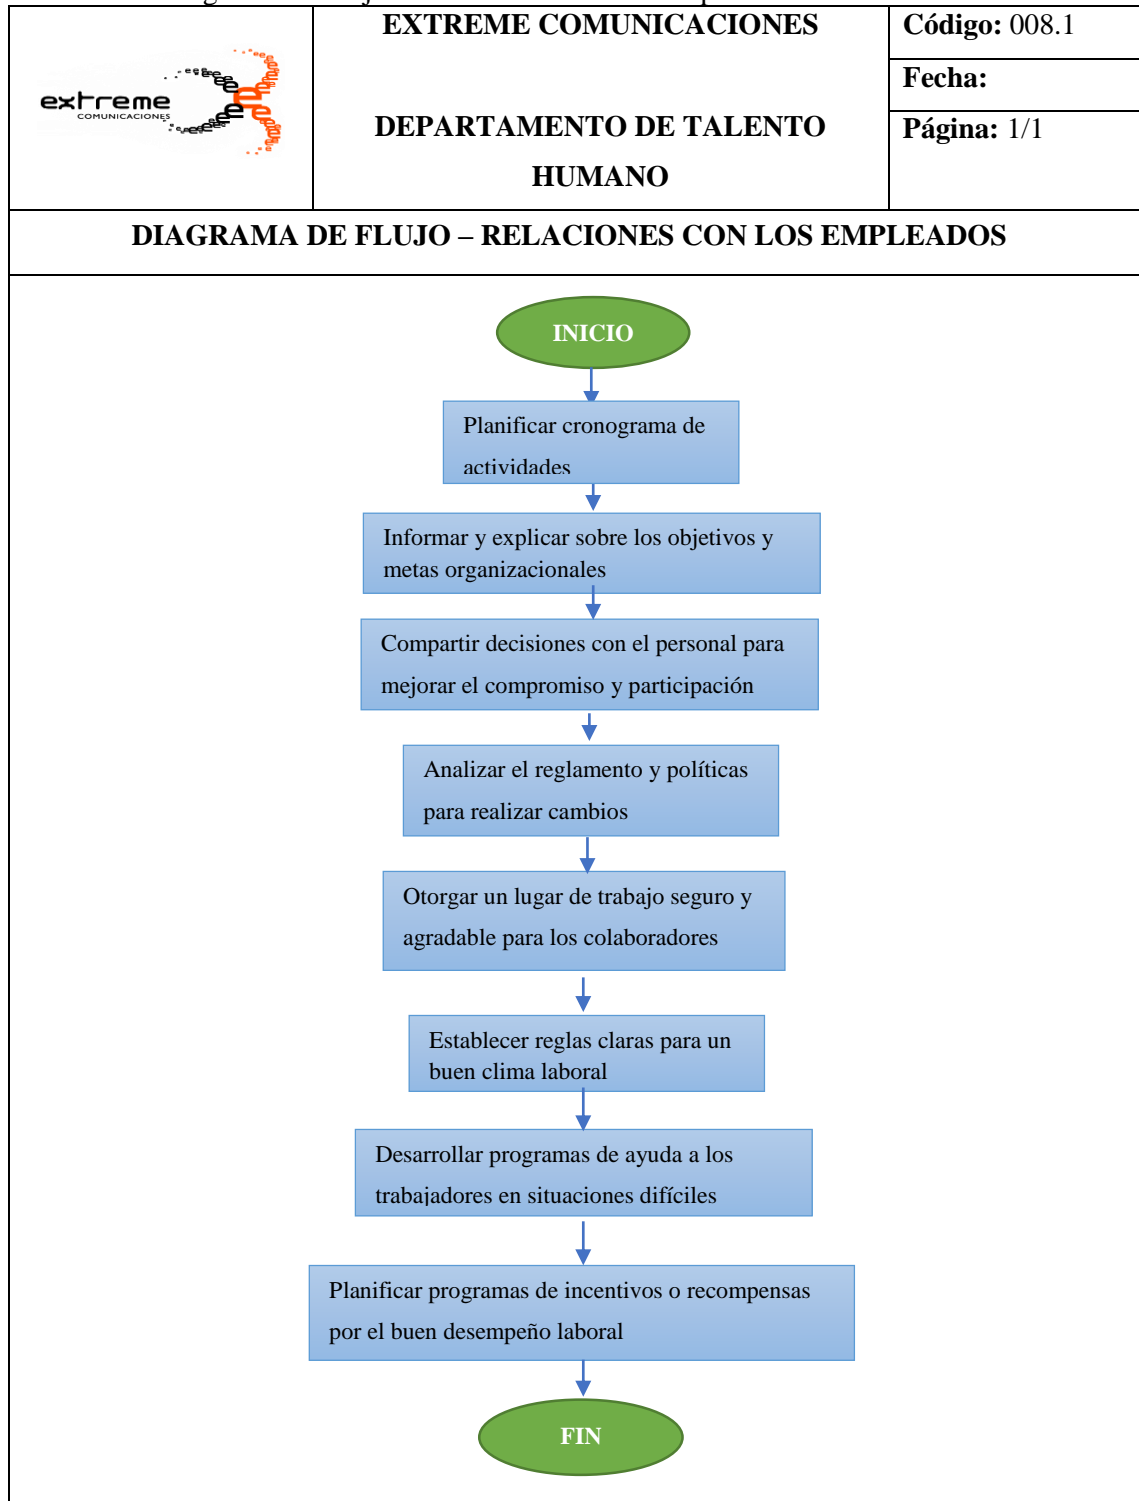 EXTREME COMUNICACIONES
Código: 008.1
extreme
COMUNICACIONES
Fecha:
DEPARTAMENTO DE TALENTO
HUMANO
Página: 1/1
DIAGRAMA DE FLUJO – RELACIONES CON LOS EMPLEADOS
INICIO
Planificar cronograma de
actividades
Informar y explicar sobre los objetivos y
metas organizacionales
Compartir decisiones con el personal para
mejorar el compromiso y participación
Analizar el reglamento y políticas
para realizar cambios
Otorgar un lugar de trabajo seguro y
agradable para los colaboradores
Establecer reglas claras para un
buen clima laboral
Desarrollar programas de ayuda a los
trabajadores en situaciones difíciles
Planificar programas de incentivos o recompensas
por el buen desempeño laboral
FIN